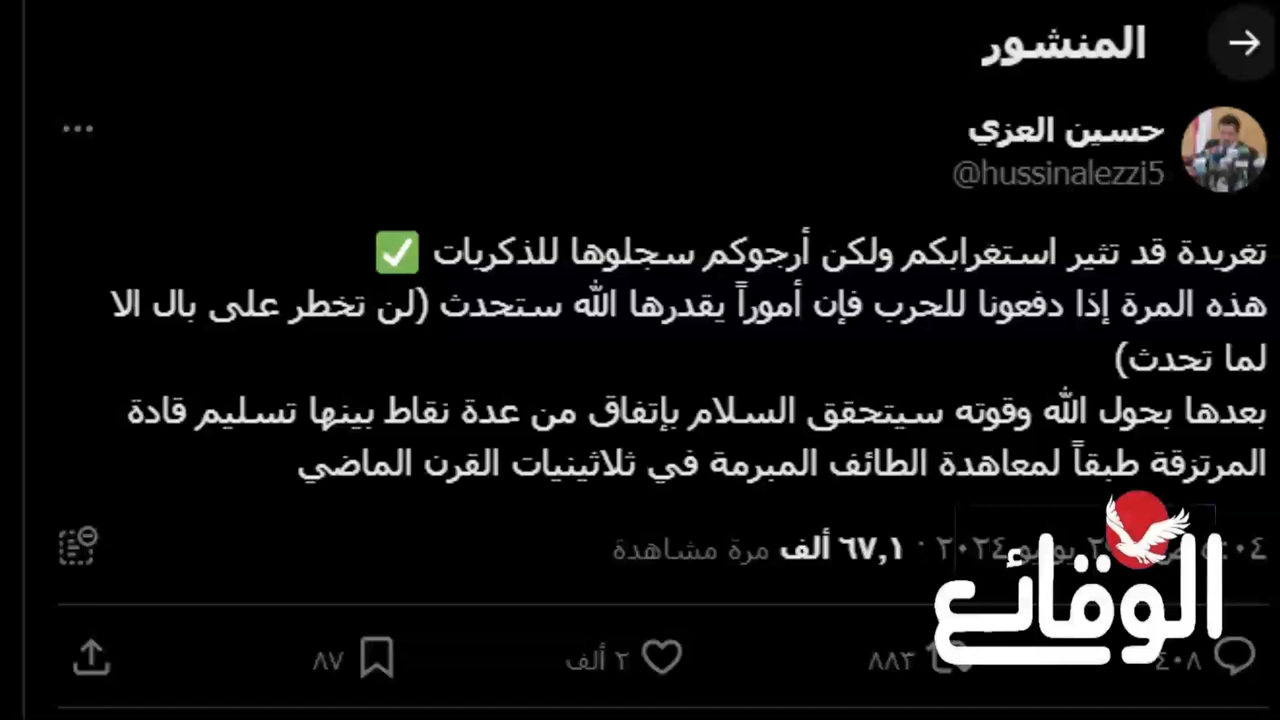 المنشور
حسين العزي
@hussinalezzi5
تغريدة قد تثير استغرابكم ولكن أرجوكم سجلوها للذكريات ✅
هذه المرة إذا دفعونا للحرب فإن أموراً يقدرها الله ستحدث (لن تخطر على بال الا
لما تحدث)
بعدها بحول الله وقوته سيتحقق السلام بإتفاق من عدة نقاط بينها تسليم قادة
المرتزقة طبقاً لمعاهدة الطائف المبرمة في ثلاثينيات القرن الماضي
٢٠٢٤ · ٦٧,١ ألف مرة مشاهدة
الوقائع
٤٠٨ ٨٨٣ ٢ ألف ٨٧